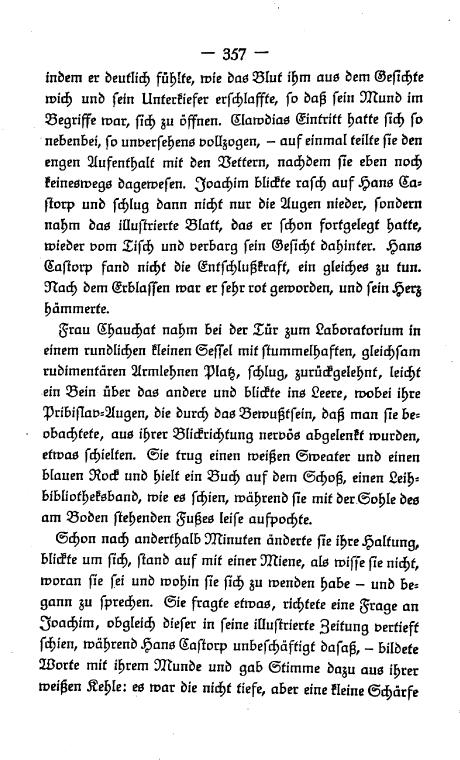 — 357 —
indem er deutlich fühlte, wie das Blut ihm aus dem Gesichte
wich und sein Unterkiefer erschlaffte, so daß sein Mund im
Begriffe war, sich zu öffnen. Clawdias Eintritt hatte sich so
nebenbei, so unversehens vollzogen, – auf einmal teilte sie den
engen Aufenthalt mit den Vettern, nachdem sie eben noch
keineswegs dagewesen. Joachim blickte rasch auf Hans Ca-
storp und schlug dann nicht nur die Augen nieder, sondern
nahm das illustrierte Blatt, das er schon fortgelegt hatte,
wieder vom Tisch und verbarg sein Gesicht dahinter. Hans
Castorp fand nicht die Entschlußkraft, ein gleiches zu tun.
Nach dem Erblassen war er sehr rot geworden, und sein Herz
hämmerte.
Frau Chauchat nahm bei der Tür zum Laboratorium in
einem rundlichen kleinen Sessel mit stummelhaften, gleichsam
rudimentären Armlehnen Platz, schlug, zurückgelehnt, leicht
ein Bein über das andere und blickte ins Leere, wobei ihre
Pribislav-Augen, die durch das Bewußtsein, daß man sie be-
obachtete, aus ihrer Blickrichtung nervös abgelenkt wurden,
etwas schielten. Sie trug einen weißen Sweater und einen
blauen Rock und hielt ein Buch auf dem Schoß, einen Leih-
bibliotheksband, wie es schien, während sie mit der Sohle des
am Boden stehenden Fußes leise aufpochte.
Schon nach anderthalb Minuten änderte sie ihre Haltung,
blickte um sich, stand auf mit einer Miene, als wisse sie nicht,
woran sie sei und wohin sie sich zu wenden habe – und be-
gann zu sprechen. Sie fragte etwas, richtete eine Frage an
Joachim, obgleich dieser in seine illustrierte Zeitung vertieft
schien, während Hans Castorp unbeschäftigt dasaß, – bildete
Worte mit ihrem Munde und gab Stimme dazu aus ihrer
weißen Kehle: es war die nicht tiefe, aber eine kleine Schärfe